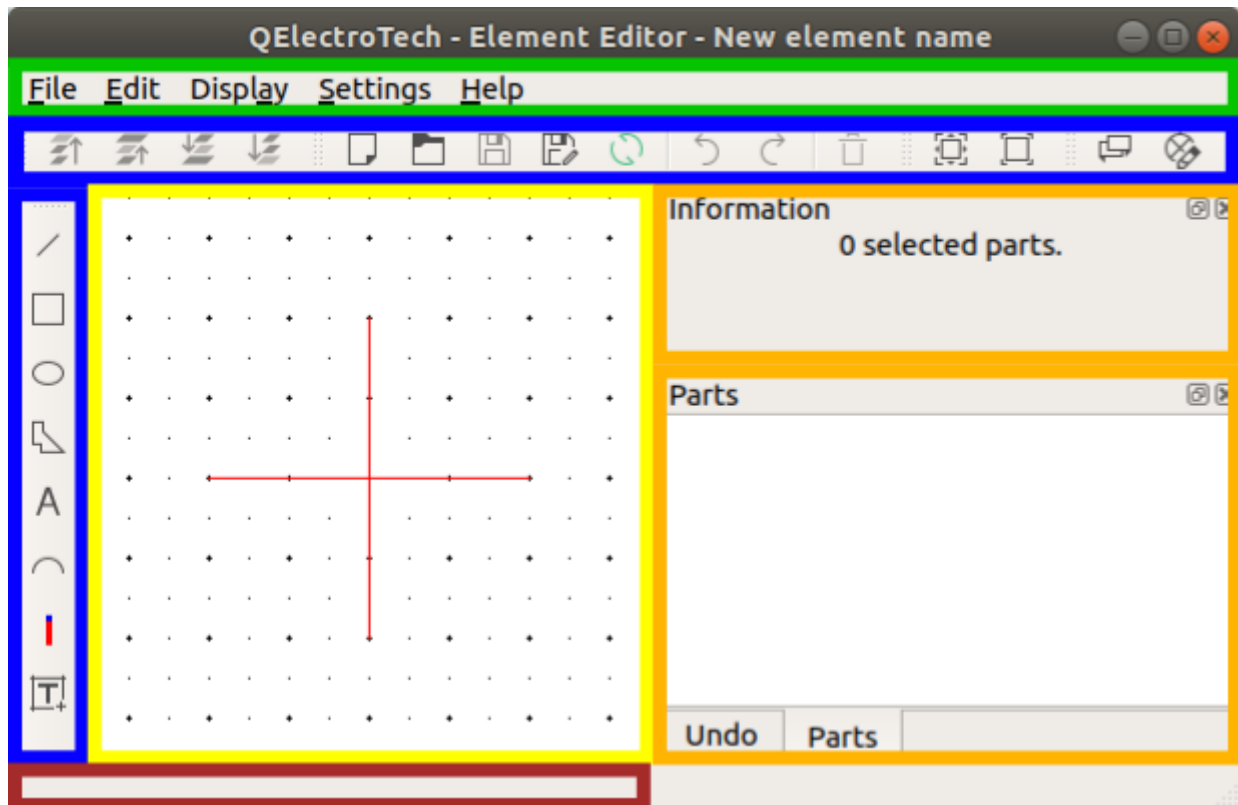 QElectroTech - Element Editor - New element name
File Edit Display Settings Help
Information
0 selected parts.
Parts
A
T
Undo Parts